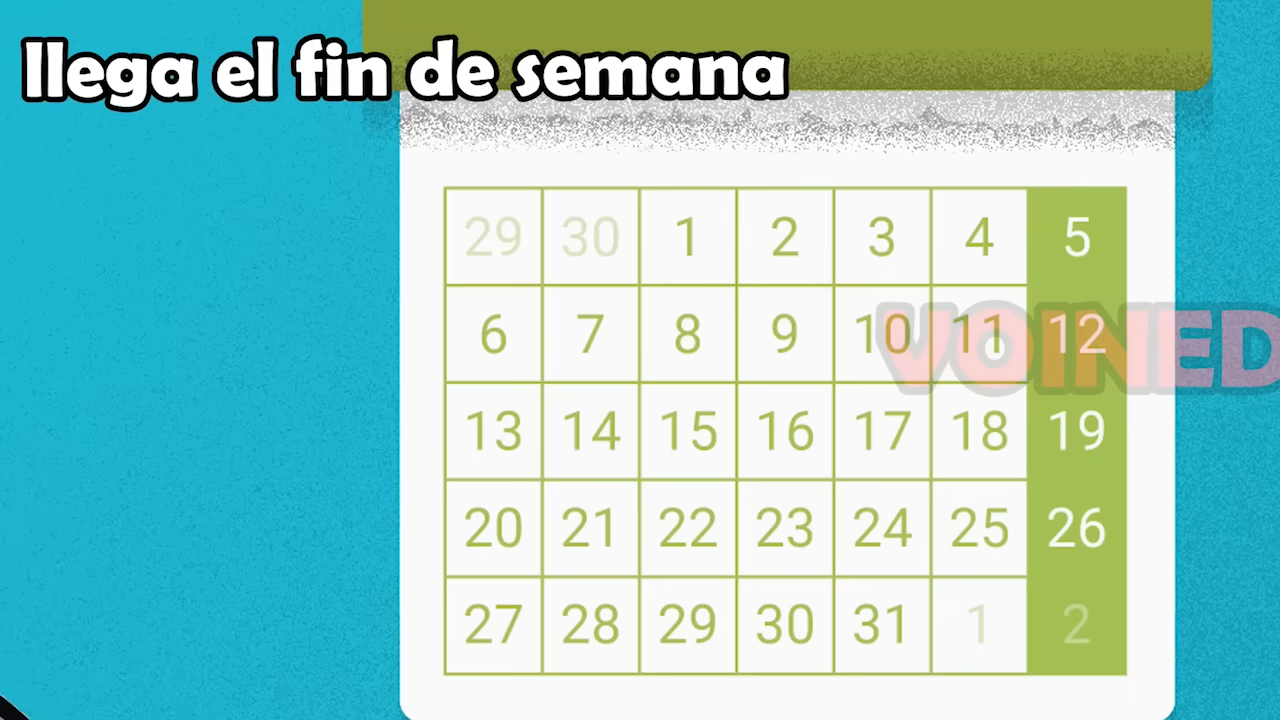 llega el fin de semana
29 30 1 2 3 4 5
6 7 8 9 10 11 12
VOINED
13 14 15 16 17 18 19
20 21 22 23 24 25 26
27 28 29 30 31 1 2